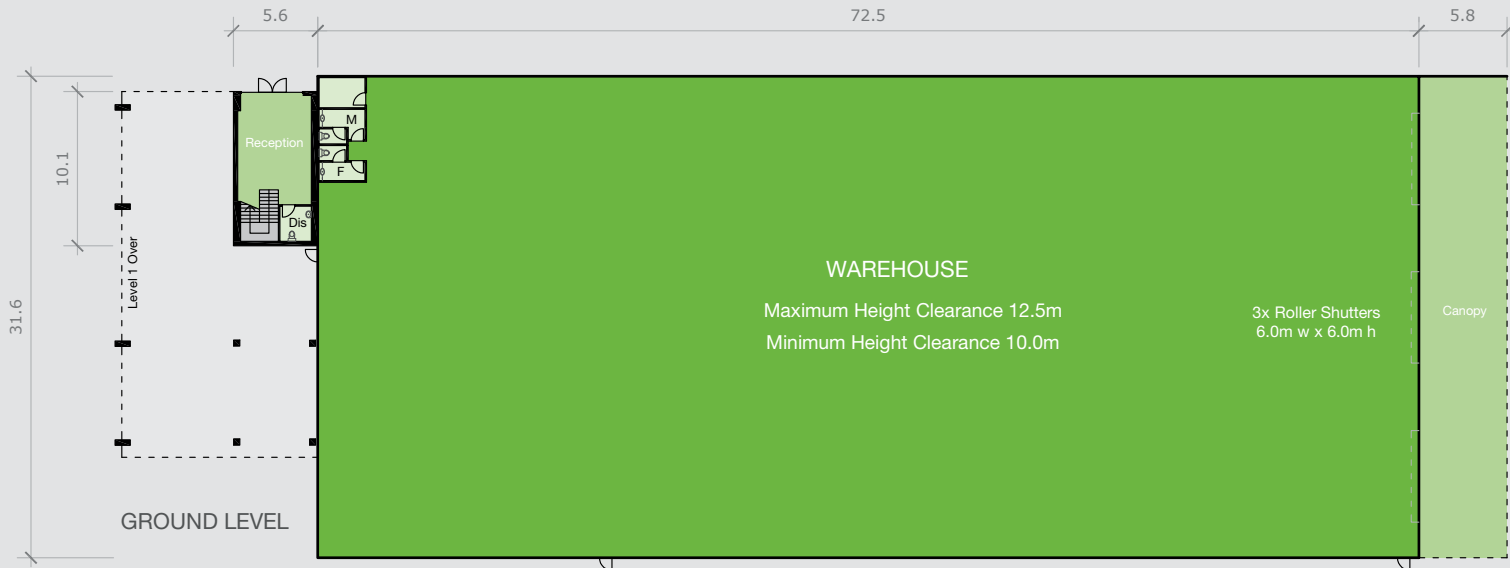 5.6
72.5
5.8
M
Reception
10.1
F
Dis
Level 1 Over
WAREHOUSE
31.6
Maximum Height Clearance 12.5m
Minimum Height Clearance 10.0m
3x Roller Shutters
6.0m w x 6.0m h
Canopy
GROUND LEVEL